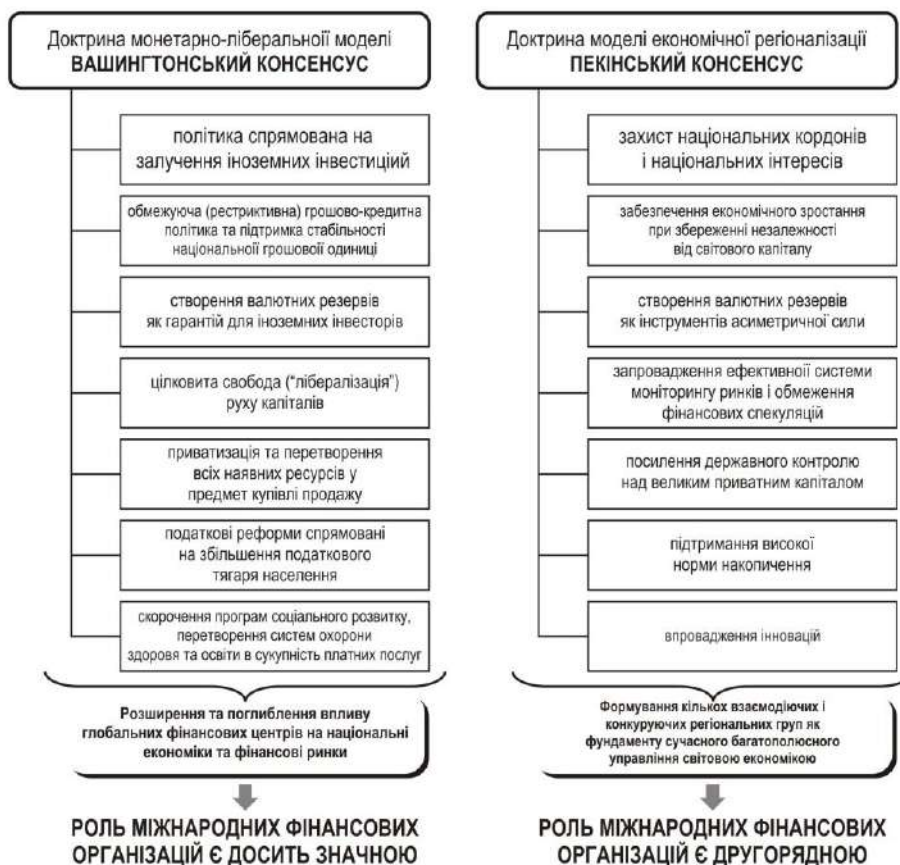 Доктрина монетарно-ліберальної моделі
ВАШИНГТОНСЬКИЙ КОНСЕНСУС
політика спрямована на
залучення іноземних інвестиціий
обмежуюча (рестриктивна) грошово-кредитна
політика та підтримка стабільності
національної грошової одиниці
створення валютних резервів
як гарантій для іноземних інвесторів
цілковита свобода (“лібералізація”)
руху капіталів
приватизація та перетворення
всіх наявних ресурсів у
предмет купівлі продажу
податкові реформи спрямовані
на збільшення податкового
тягаря населення
скорочення програм соціального розвитку,
перетворення систем охорони
здоровя та освіти в сукупність платних послуг
Розширення та поглиблення впливу
глобальних фінансових центрів на національні
економіки та фінансові ринки
РОЛЬ МІЖНАРОДНИХ ФІНАНСОВИХ
ОРГАНІЗАЦІЙ Є ДОСИТЬ ЗНАЧНОЮ
Доктрина моделі економічної регіоналізації
ПЕКІНСЬКИЙ КОНСЕНСУС
захист національних кордонів
і національних інтересів
забезпечення економічного зростання
при збереженні незалежності
від світового капіталу
створення валютних резервів
як інструментів асиметричної сили
запровадження ефективної системи
моніторингу ринків і обмеження
фінансових спекуляцій
посилення державного контролю
над великим приватним капіталом
підтримання високої
норми накопичення
впровадження інновацій
Формування кількох взаємодіючих і
конкуруючих регіональних груп як
фундаменту сучасного багатополюсного
управління світовою економікою
РОЛЬ МІЖНАРОДНИХ ФІНАНСОВИХ
ОРГАНІЗАЦІЙ Є ДРУГОРЯДНОЮ